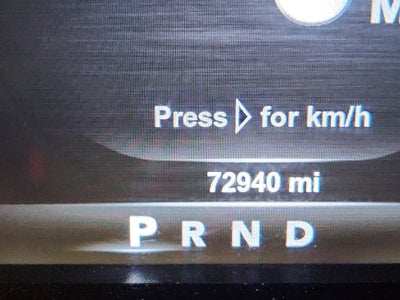 M
Press ▷ for km/h
72940 mi
P R N D